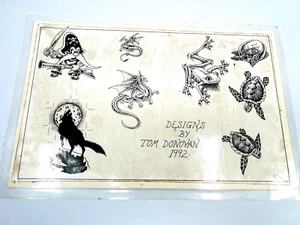 DESIGNS
BY
TOM DONOVAN
1992